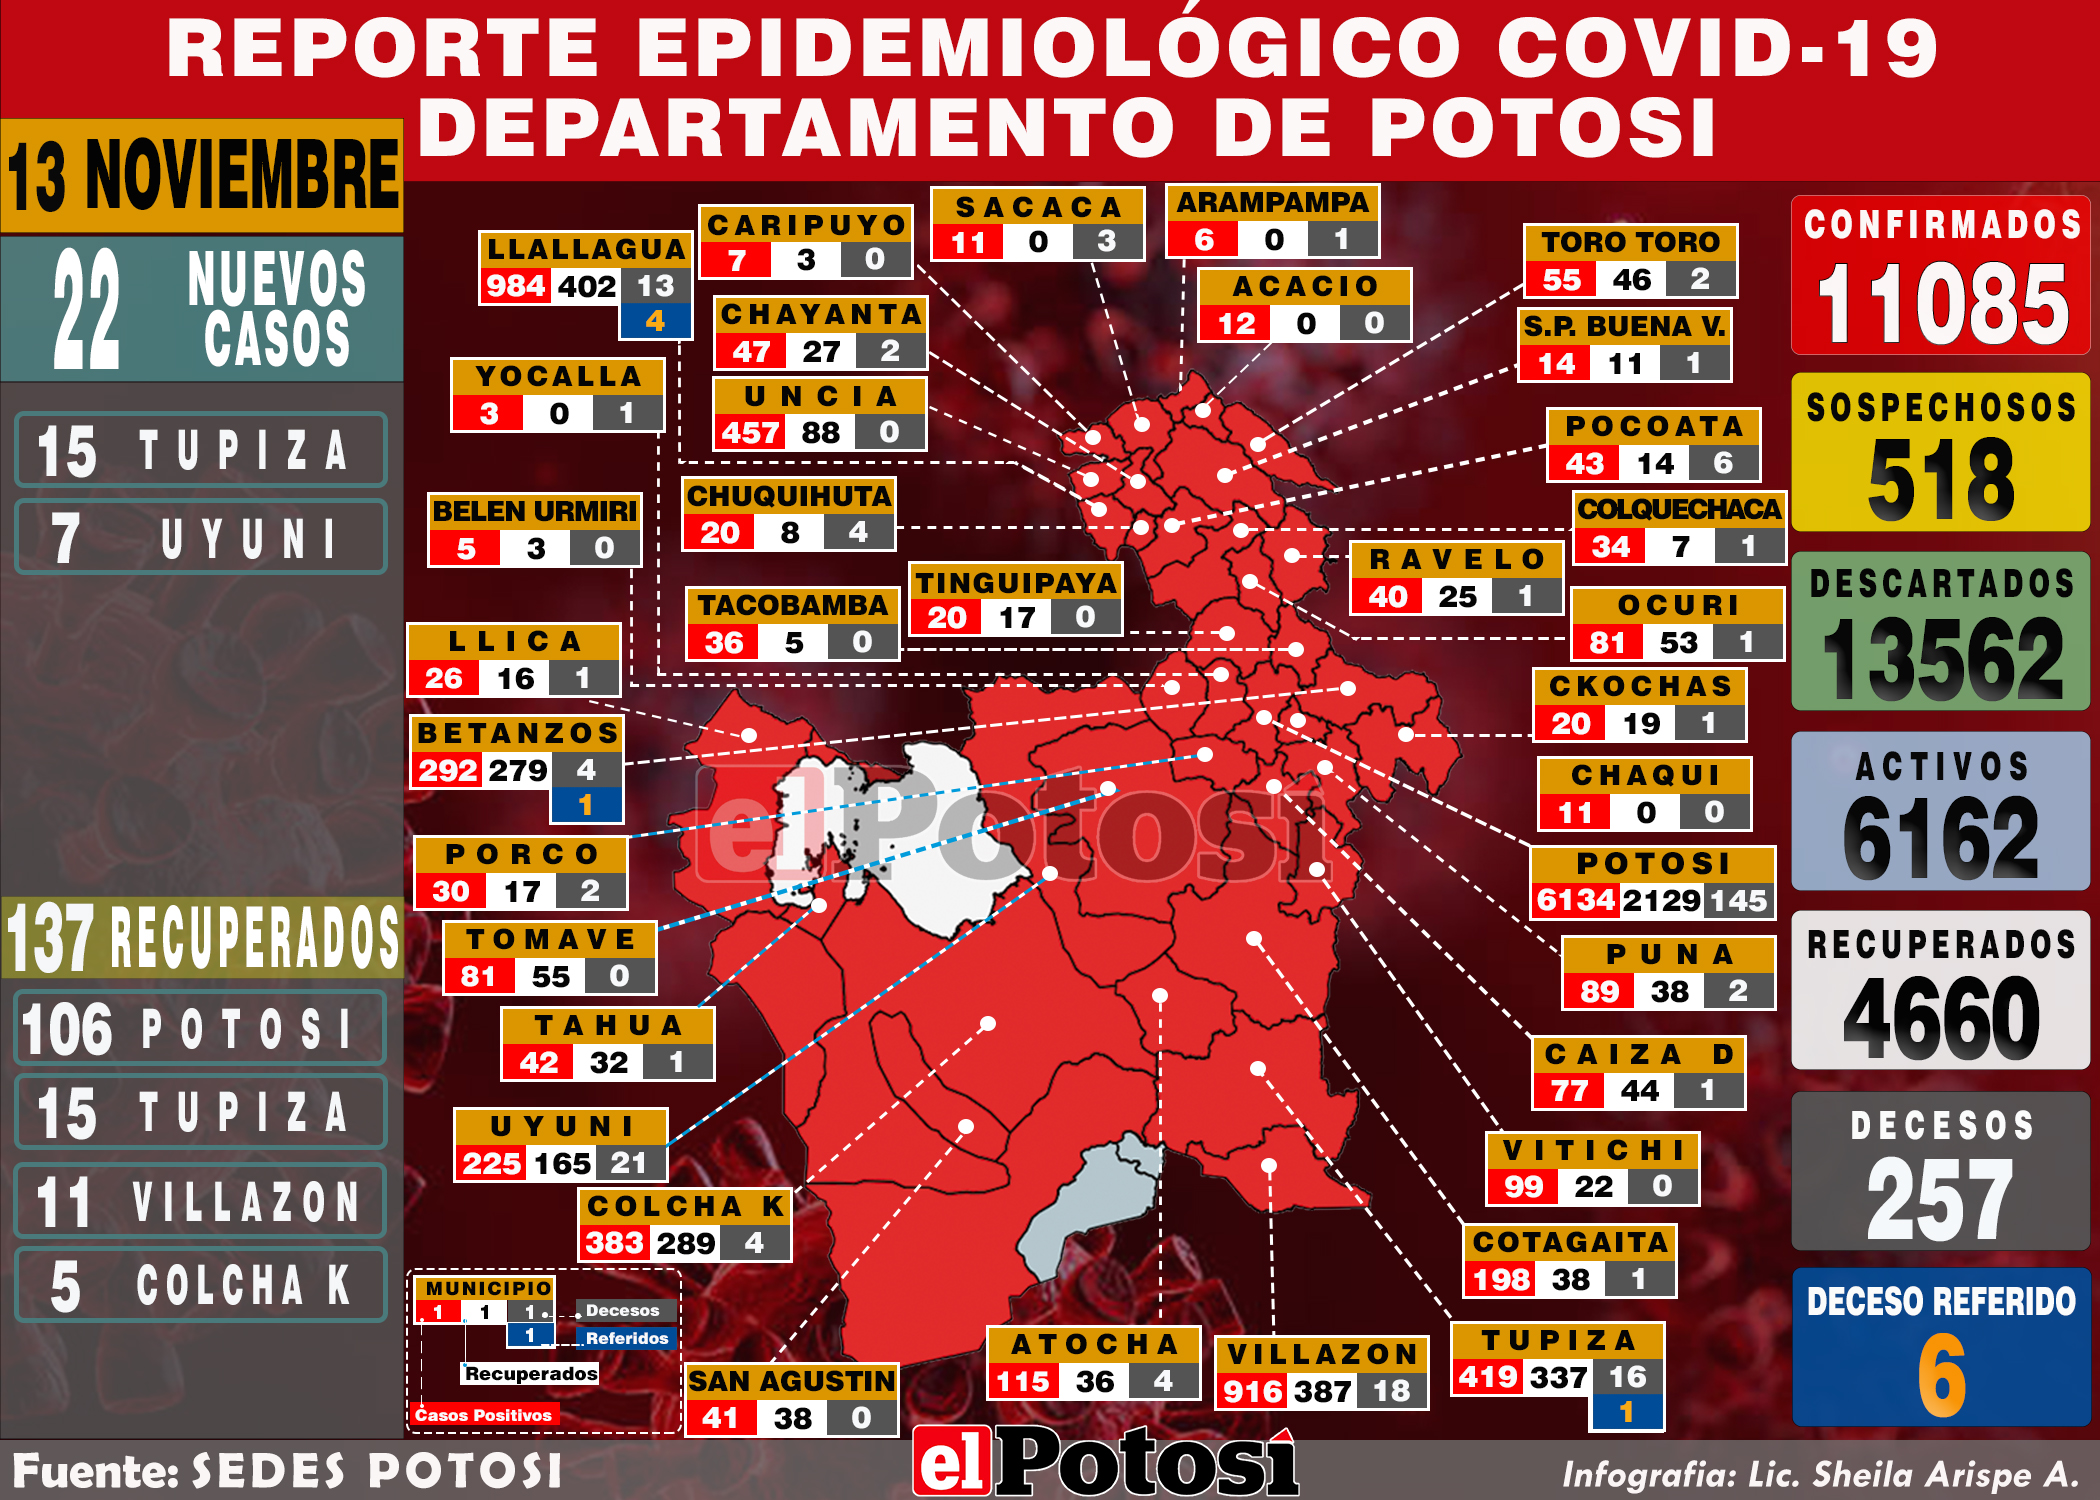 REPORTE EPIDEMIOLÓGICO COVID-19
DEPARTAMENTO DE POTOSI
13 NOVIEMBRE
22 NUEVOS CASOS
15 TUPIZA
7 UYUNI
137 RECUPERADOS
106 POTOSI
15 TUPIZA
11 VILLAZON
5 COLCHA K
LLALLAGUA
984 402 13
4
CARIPUYO
7 3 0
SACACA
11 0 3
ARAMPAMPA
6 0 1
ACACIO
12 0 0
TORO TORO
55 46 2
S.P. BUENA V.
14 11 1
CHAYANTA
47 27 2
YOCALLA
3 0 1
UNCIA
457 88 0
POCOATA
43 14 6
BELEN URMIRI
5 3 0
CHUQUIHUTA
20 8 4
COLQUECHACA
34 7 1
RAVELO
40 25 1
TINGUIPAYA
20 17 0
TACOBAMBA
36 5 0
OCURI
81 53 1
LLICA
26 16 1
CKOCHAS
20 19 1
BETANZOS
292 279 4
1
CHAQUI
11 0 0
PORCO
30 17 2
POTOSI
6134 2129 145
TOMAVE
81 55 0
PUNA
89 38 2
TAHUA
42 32 1
CAIZA D
77 44 1
UYUNI
225 165 21
VITICHI
99 22 0
COLCHA K
383 289 4
COTAGAITA
198 38 1
SAN AGUSTIN
41 38 0
ATOCHA
115 36 4
VILLAZON
916 387 18
TUPIZA
419 337 16
1
el Potosí
MUNICIPIO
1 1 1 Decesos
1 Referidos
Recuperados
Casos Positivos
CONFIRMADOS
11085
SOSPECHOSOS
518
DESCARTADOS
13562
ACTIVOS
6162
RECUPERADOS
4660
DECESOS
257
DECESO REFERIDO
6
Fuente: SEDES POTOSI
el Potosí
Infografia: Lic. Sheila Arispe A.